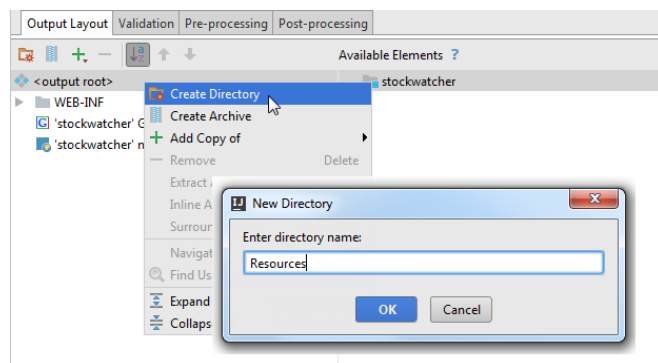 Output Layout Validation Pre-processing Post-processing
Available Elements ?
<output root>
stockwatcher
WEB-INF
'stockwatcher' G
'stockwatcher' m
Create Directory
Create Archive
Add Copy of
Remove Delete
Extract
Inline A
Surrour
Navigat
Find Us
Expand
Collaps
New Directory
Enter directory name:
Resources
OK Cancel